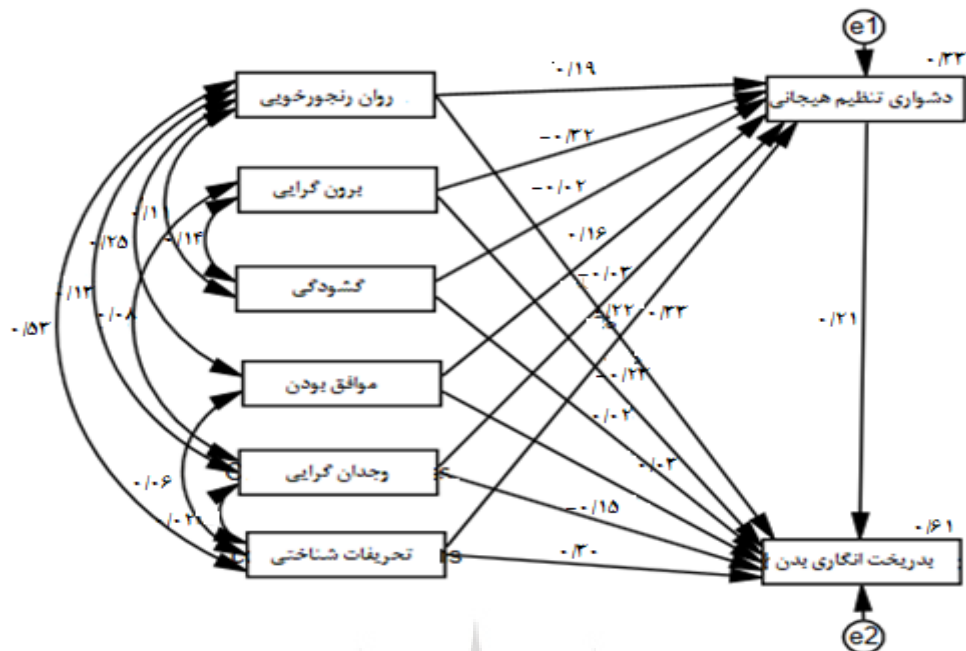 e1
۰/۳۳
دشواری تنظیم هیجانی
روان رنجورخویی
برون گرایی
گشودگی
موافق بودن
وجدان گرایی
تحریفات شناختی
۰/۱۹
-۰/۳۲
-۰/۰۲
۰/۱۶
-۰/۰۳
۰/۳۳
-۰/۲۳
۰/۰۲
-۰/۱۵
۰/۳۰
۰/۲۱
۰/۱۱
۰/۱۴
۰/۲۵
۰/۱۳
۰/۰۸
۰/۵۳
۰/۰۶
۰/۶۱
بدریخت انگاری بدن
e2